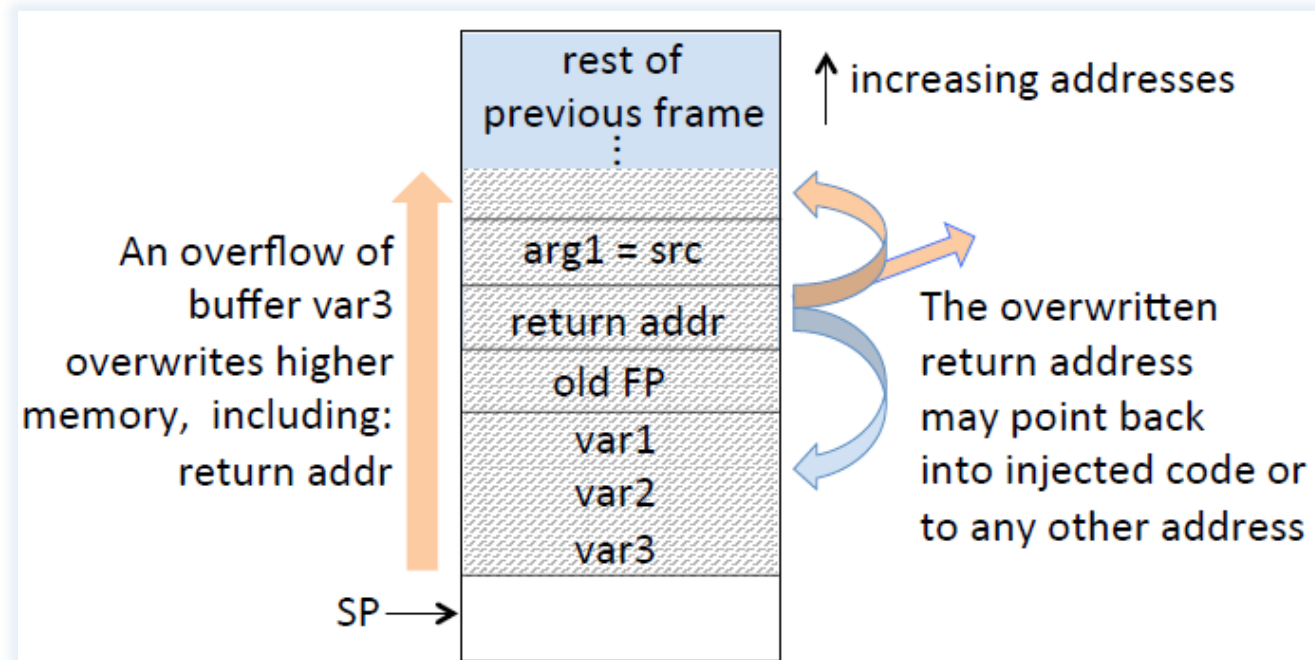 rest of
previous frame
⋮
increasing addresses
An overflow of
buffer var3
overwrites higher
memory, including:
return addr
arg1 = src
return addr
old FP
var1
var2
var3
The overwritten
return address
may point back
into injected code or
to any other address
SP